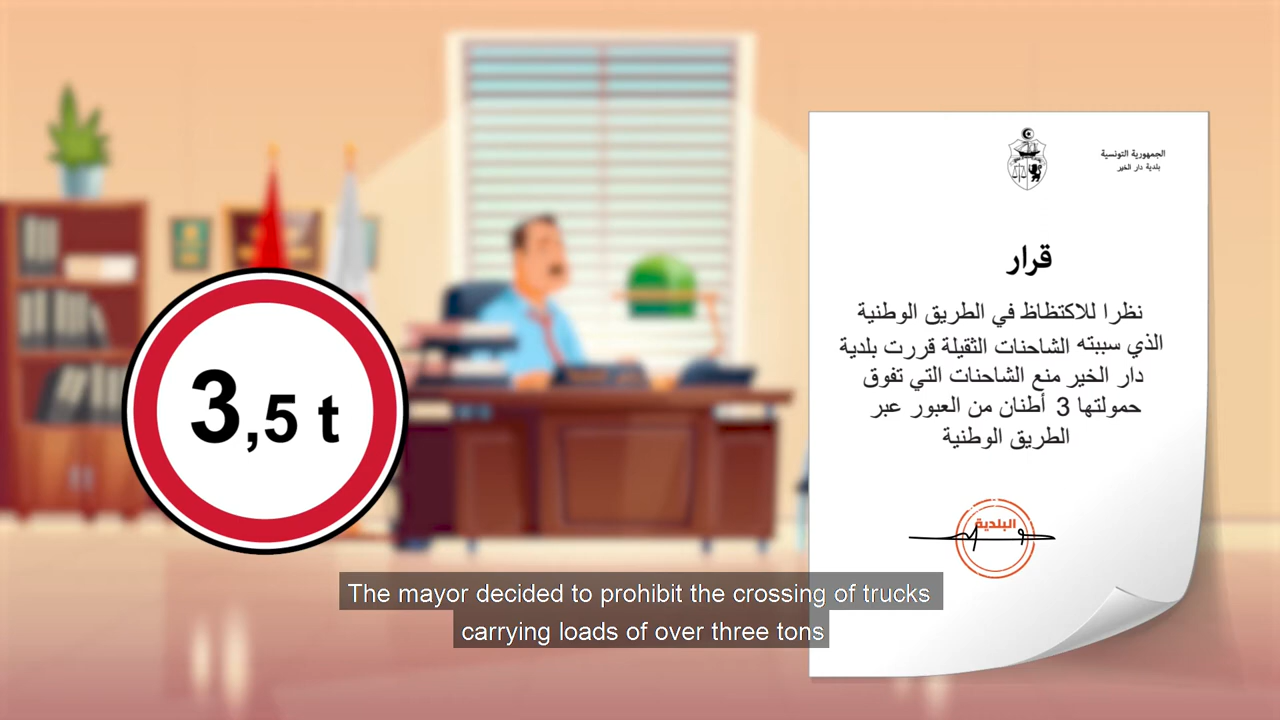 الجمهورية التونسية
بلدية دار الخير
قرار
نظرا للاكتظاظ في الطريق الوطنية
الذي سببته الشاحنات الثقيلة قررت بلدية
دار الخير منع الشاحنات التي تفوق
حمولتها 3 أطنان من العبور عبر
الطريق الوطنية
البلدية
3,5 t
The mayor decided to prohibit the crossing of trucks
carrying loads of over three tons